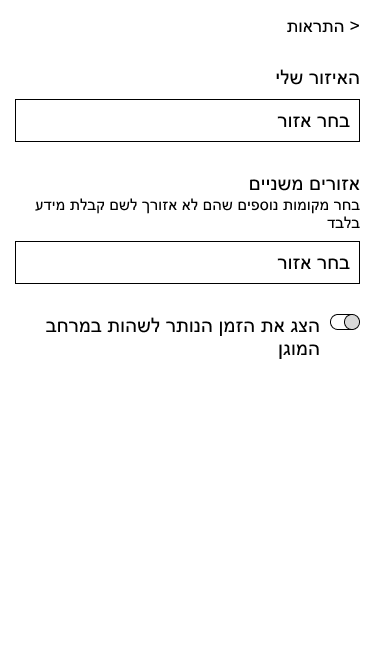 < התראות
האיזור שלי
בחר אזור
אזורים משניים
בחר מקומות נוספים שהם לא אזורך לשם קבלת מידע
בלבד
בחר אזור
הצג את הזמן הנותר לשהות במרחב
המוגן